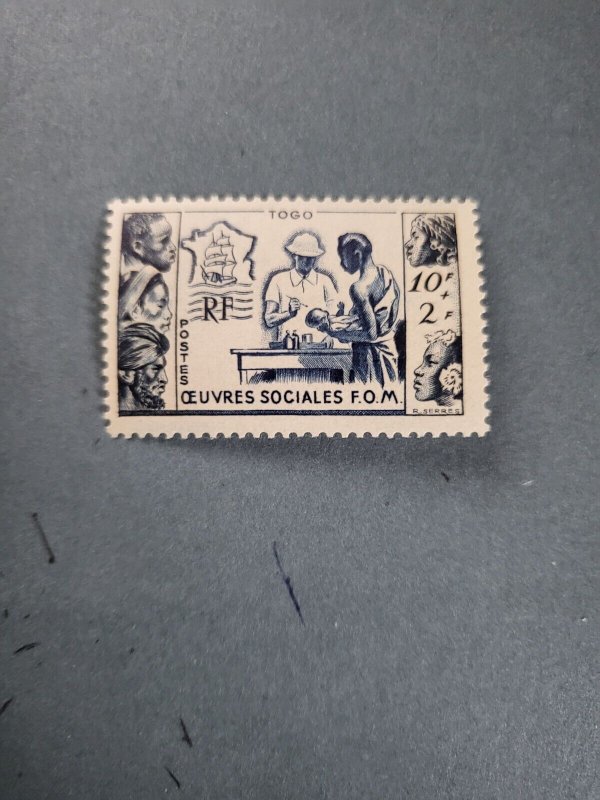 TOGO
RF
POSTES
10F
+
2F
ŒUVRES SOCIALES F.O.M.
R. SERRES